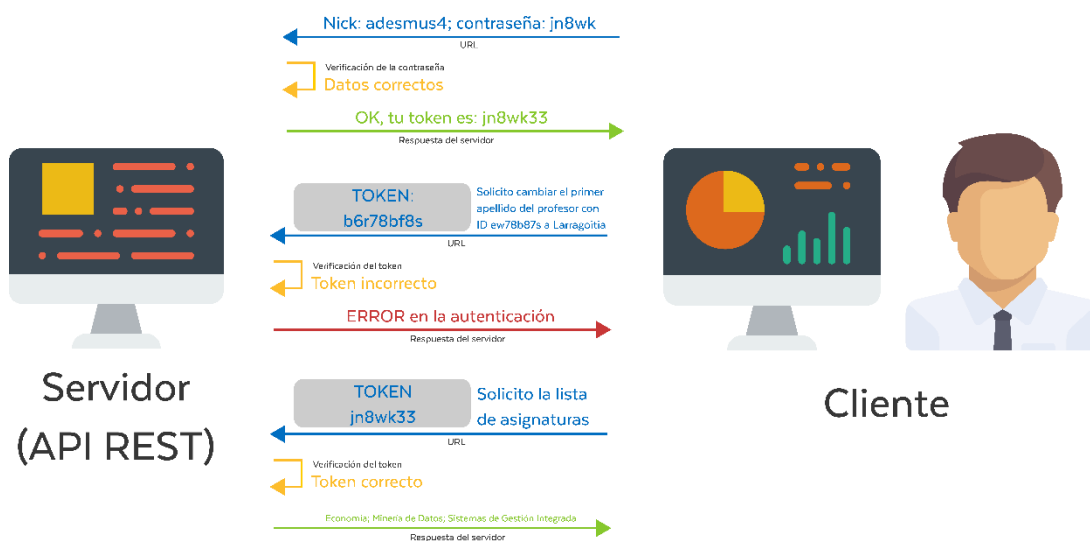 Nick: adesmus4; contraseña: jn8wk
URL
Verificación de la contraseña
Datos correctos
OK, tu token es: jn8wk33
Respuesta del servidor
TOKEN:
b6r78bf8s
Solicito cambiar el primer
apellido del profesor con
ID ew78b87s a Larragoitia
URL
Verificación del token
Token incorrecto
ERROR en la autenticación
Respuesta del servidor
TOKEN
jn8wk33
Solicito la lista
de asignaturas
URL
Verificación del token
Token correcto
Economía; Minería de Datos; Sistemas de Gestión Integrada
Respuesta del servidor
Servidor
(API REST)
Cliente